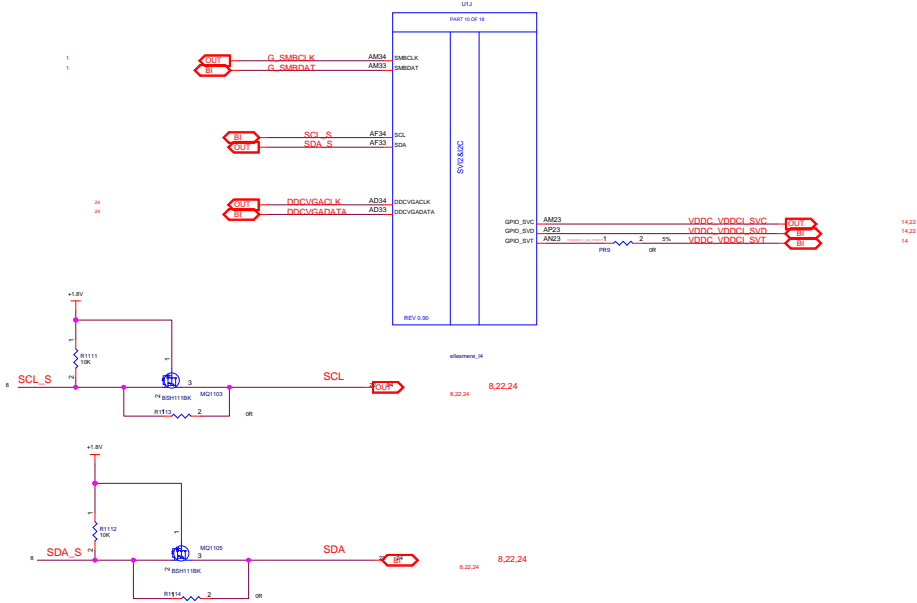 U1J
PART 10 OF 18
1 OUT G_SMBCLK AM34 SMBCLK
1 BI G_SMBDAT AM33 SMBDAT
BI SCL_S AF34 SCL
OUT SDA_S AF33 SDA
SVI2&I2C
24 OUT DDCVGACLK AD34 DDCVGACLK
24 BI DDCVGADATA AD33 DDCVGADATA
GPIO_SVC AM23 VDDC_VDDCI_SVC OUT 14,22
GPIO_SVD AP23 VDDC_VDDCI_SVD BI 14,22
GPIO_SVT AN23 1 2 5% VDDC_VDDCI_SVT BI 14
PR9 0R
REV 0.90
ellesmere_l4
+1.8V
1
R1111
10K
1
2
8 SCL_S 3 SCL OUT 8,22,24
2 BSH111BK MQ1103 8,22,24
R1113 2 0R
+1.8V
1
R1112
10K
1
2
MQ1105
8 SDA_S 3 SDA BI 8,22,24
2 BSH111BK 8,22,24
R1114 2 0R